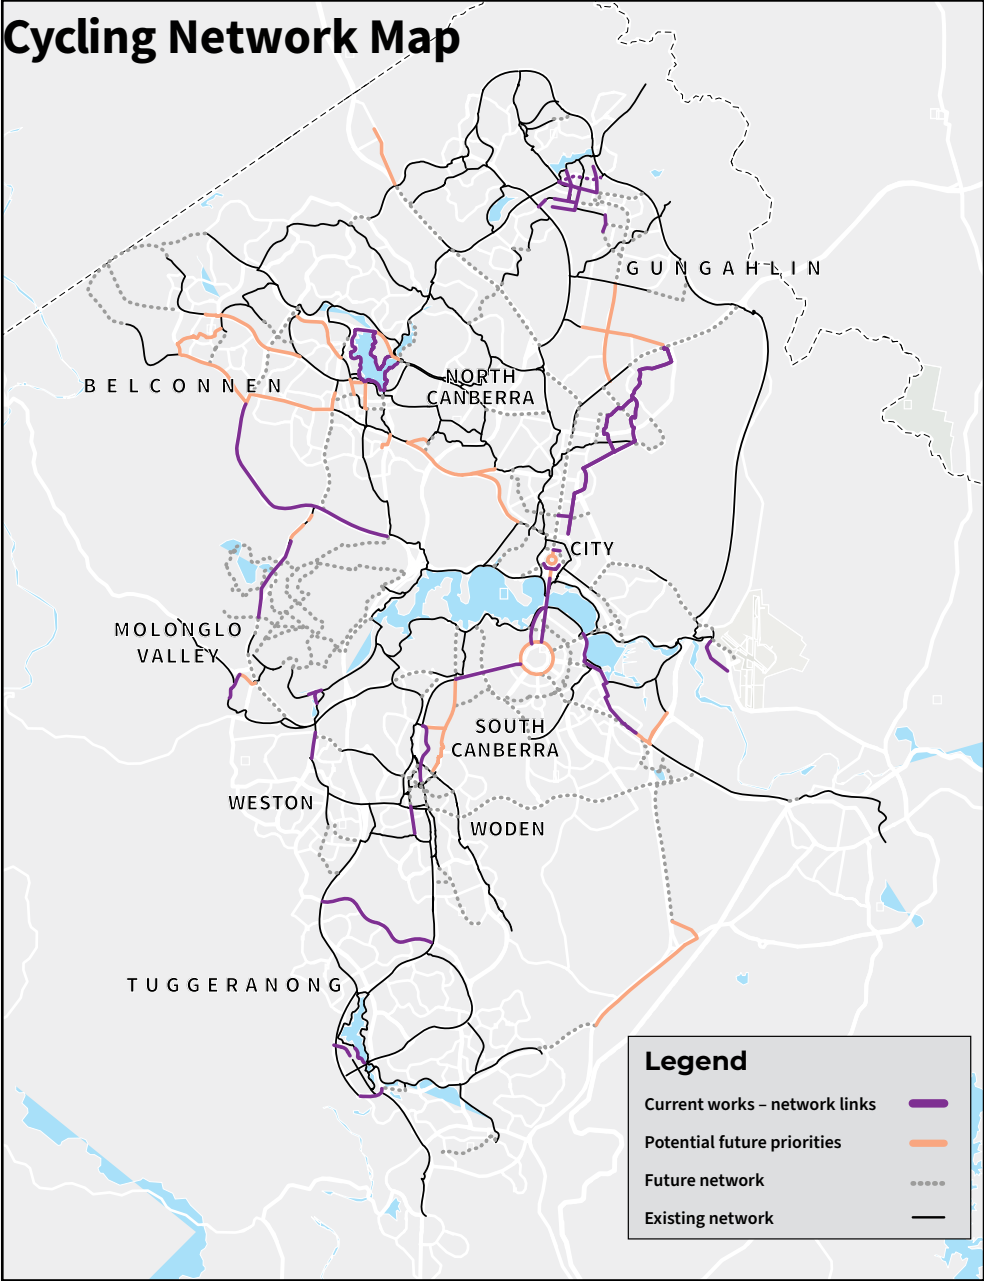 Cycling Network Map
GUNGAHLIN
BELCONNEN
NORTH
CANBERRA
CITY
MOLONGLO
VALLEY
SOUTH
CANBERRA
WESTON
WODEN
TUGGERANONG
Legend
Current works – network links
Potential future priorities
Future network
Existing network